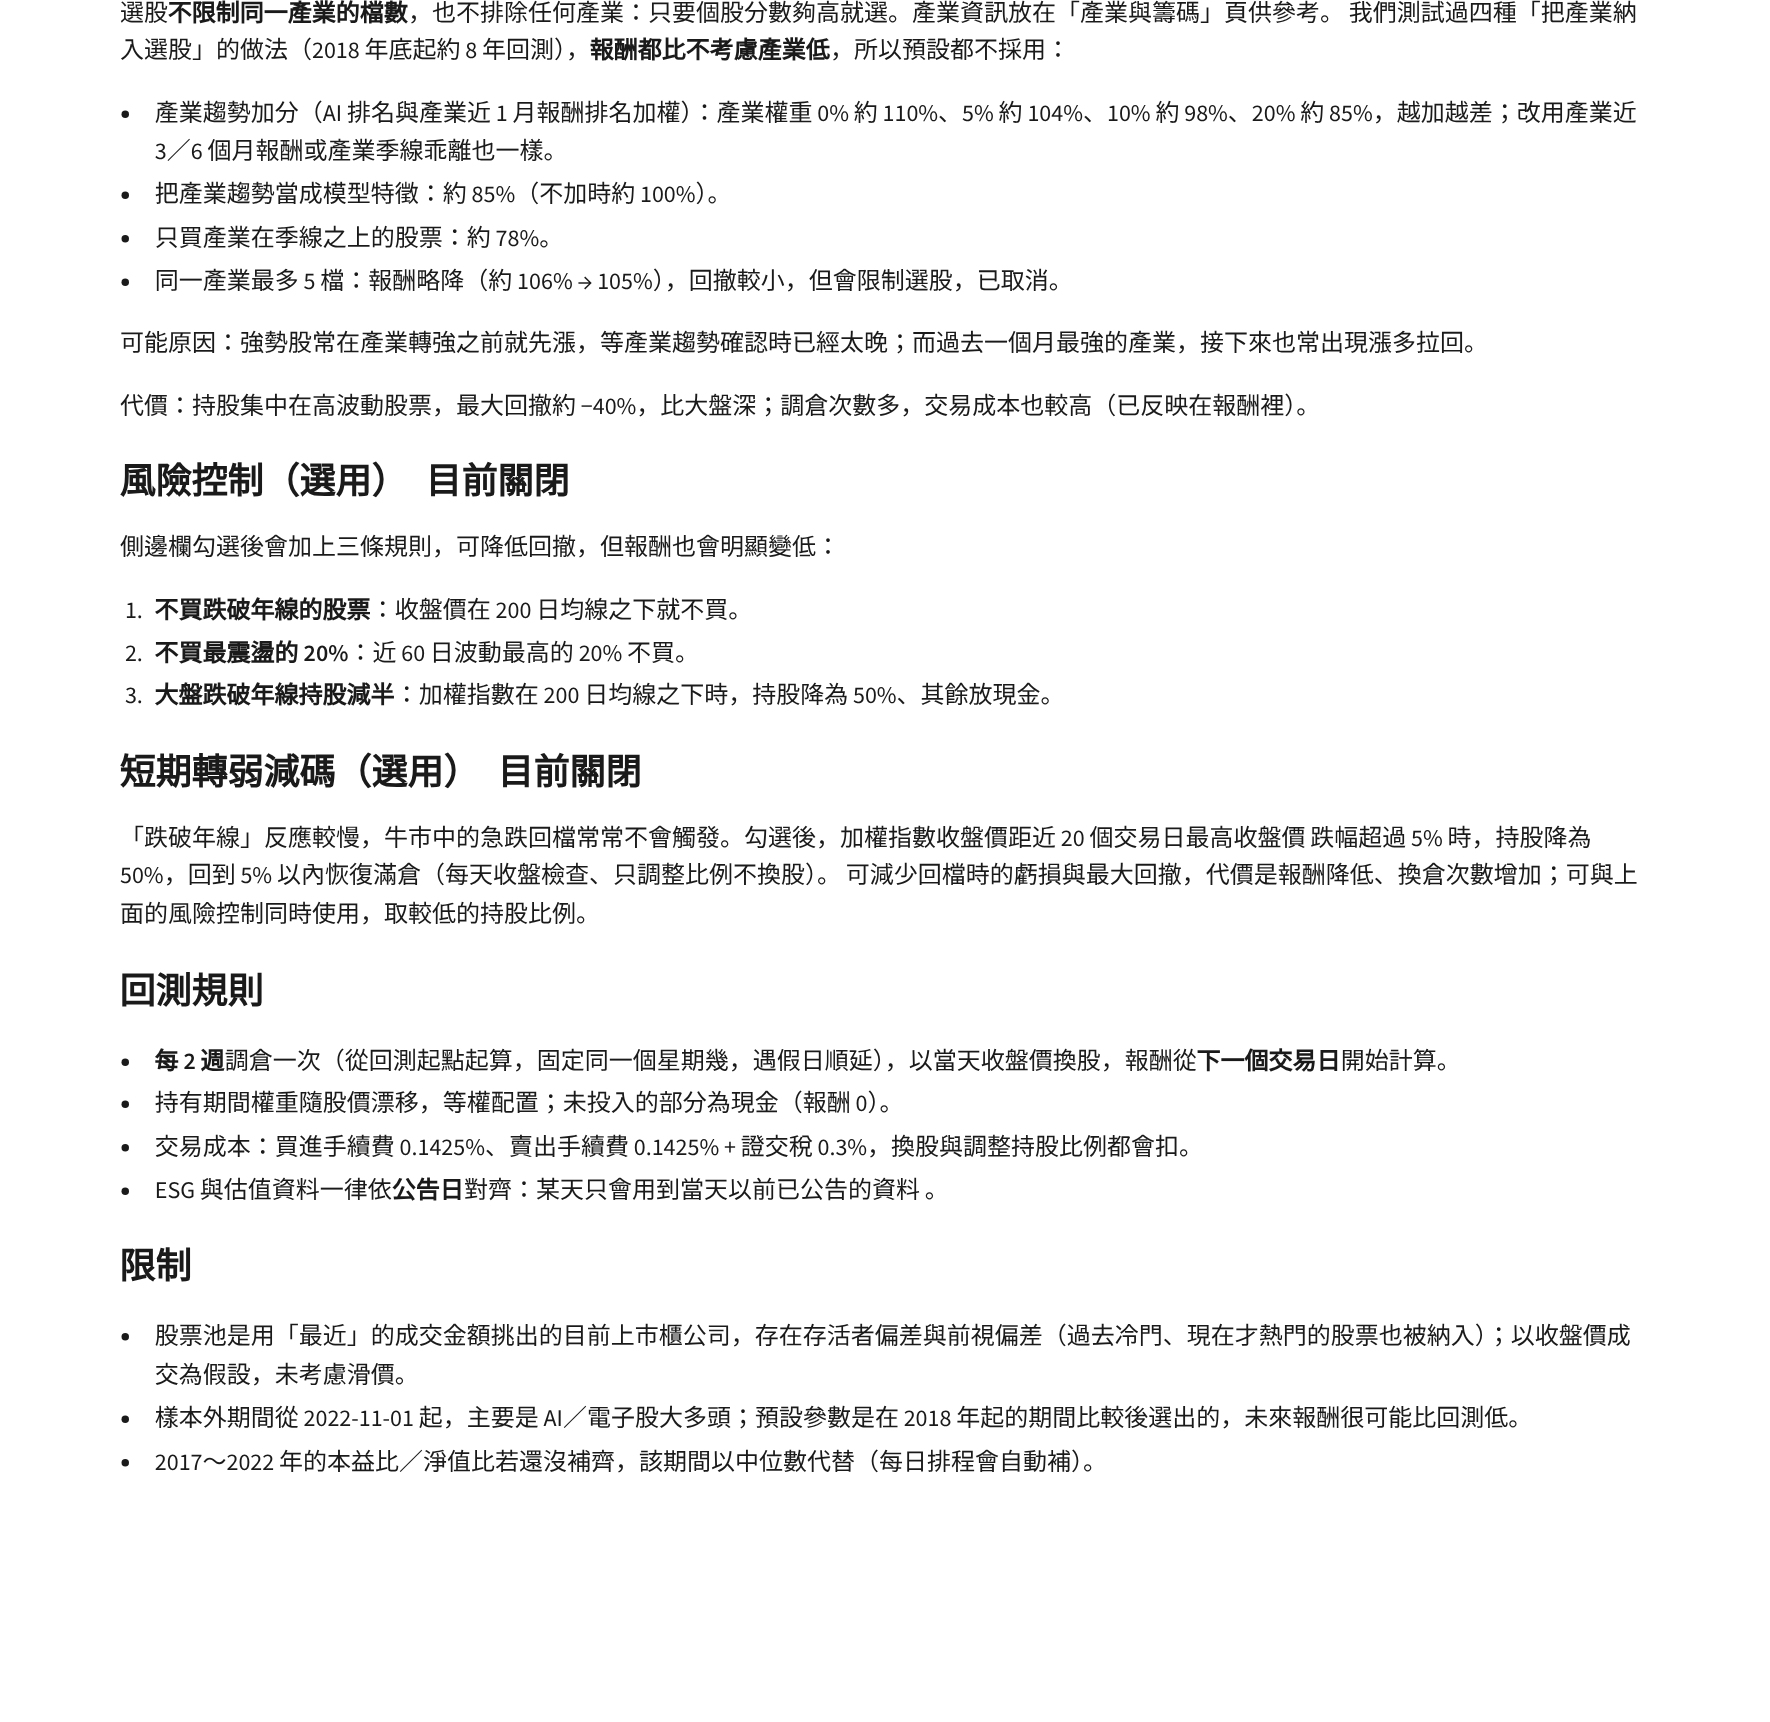 選股不限制同一產業的檔數，也不排除任何產業：只要個股分數夠高就選。產業資訊放在「產業與籌碼」頁供參考。 我們測試過四種「把產業納
入選股」的做法（2018 年底起約 8 年回測），報酬都比不考慮產業低，所以預設都不採用：
• 產業趨勢加分（AI 排名與產業近 1 月報酬排名加權）：產業權重 0% 約 110%、5% 約 104%、10% 約 98%、20% 約 85%，越加越差；改用產業近
3／6 個月報酬或產業季線乖離也一樣。
• 把產業趨勢當成模型特徵：約 85%（不加時約 100%）。
• 只買產業在季線之上的股票：約 78%。
• 同一產業最多 5 檔：報酬略降（約 106% → 105%），回撤較小，但會限制選股，已取消。
可能原因：強勢股常在產業轉強之前就先漲，等產業趨勢確認時已經太晚；而過去一個月最強的產業，接下來也常出現漲多拉回。
代價：持股集中在高波動股票，最大回撤約 −40%，比大盤深；調倉次數多，交易成本也較高（已反映在報酬裡）。
風險控制（選用） 目前關閉
側邊欄勾選後會加上三條規則，可降低回撤，但報酬也會明顯變低：
1. 不買跌破年線的股票：收盤價在 200 日均線之下就不買。
2. 不買最震盪的 20%：近 60 日波動最高的 20% 不買。
3. 大盤跌破年線持股減半：加權指數在 200 日均線之下時，持股降為 50%、其餘放現金。
短期轉弱減碼（選用） 目前關閉
「跌破年線」反應較慢，牛市中的急跌回檔常常不會觸發。勾選後，加權指數收盤價距近 20 個交易日最高收盤價 跌幅超過 5% 時，持股降為
50%，回到 5% 以內恢復滿倉（每天收盤檢查、只調整比例不換股）。 可減少回檔時的虧損與最大回撤，代價是報酬降低、換倉次數增加；可與上
面的風險控制同時使用，取較低的持股比例。
回測規則
• 每 2 週調倉一次（從回測起點起算，固定同一個星期幾，遇假日順延），以當天收盤價換股，報酬從下一個交易日開始計算。
• 持有期間權重隨股價漂移，等權配置；未投入的部分為現金（報酬 0）。
• 交易成本：買進手續費 0.1425%、賣出手續費 0.1425% + 證交稅 0.3%，換股與調整持股比例都會扣。
• ESG 與估值資料一律依公告日對齊：某天只會用到當天以前已公告的資料 。
限制
• 股票池是用「最近」的成交金額挑出的目前上市櫃公司，存在存活者偏差與前視偏差（過去冷門、現在才熱門的股票也被納入）；以收盤價成
交為假設，未考慮滑價。
• 樣本外期間從 2022-11-01 起，主要是 AI／電子股大多頭；預設參數是在 2018 年起的期間比較後選出的，未來報酬很可能比回測低。
• 2017～2022 年的本益比／淨值比若還沒補齊，該期間以中位數代替（每日排程會自動補）。